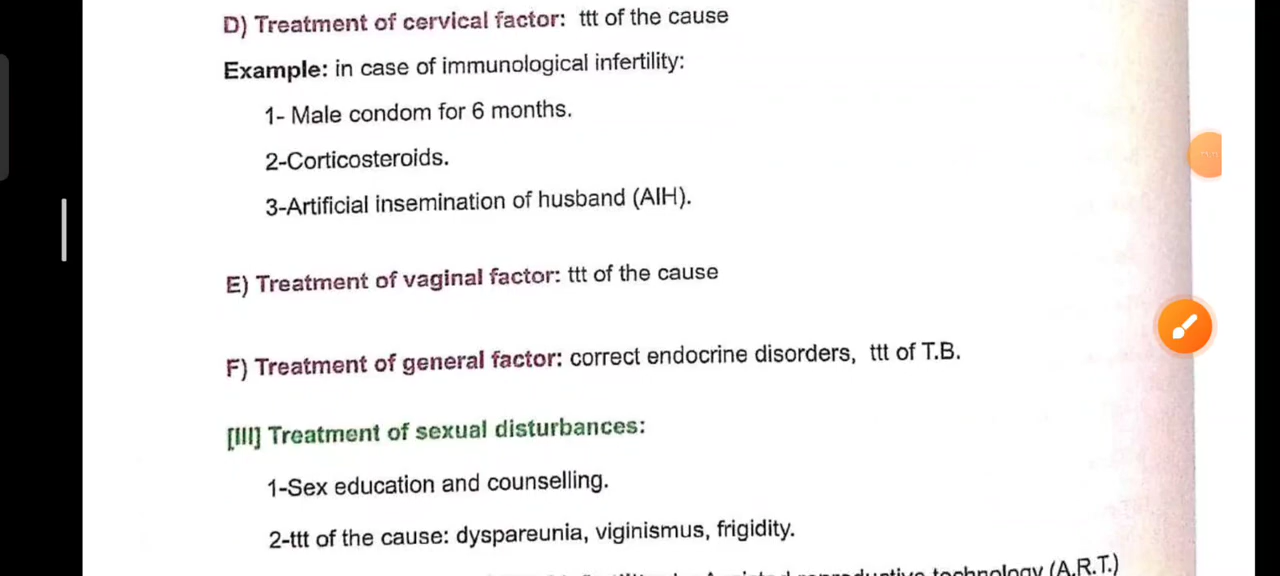 D) Treatment of cervical factor: ttt of the cause
Example: in case of immunological infertility:
1- Male condom for 6 months.
2-Corticosteroids.
3-Artificial insemination of husband (AIH).
E) Treatment of vaginal factor: ttt of the cause
F) Treatment of general factor: correct endocrine disorders, ttt of T.B.
[III] Treatment of sexual disturbances:
1-Sex education and counselling.
2-ttt of the cause: dyspareunia, viginismus, frigidity.
reproductive technology (A.R.T.)